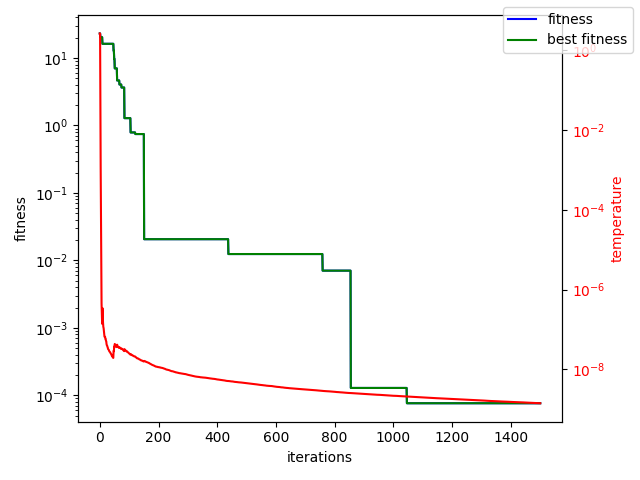 fitness
best fitness
10¹
10⁰
10⁻¹
10⁻²
10⁻³
10⁻⁴
fitness
10⁰
10⁻²
10⁻⁴
10⁻⁶
10⁻⁸
temperature
0 200 400 600 800 1000 1200 1400
iterations